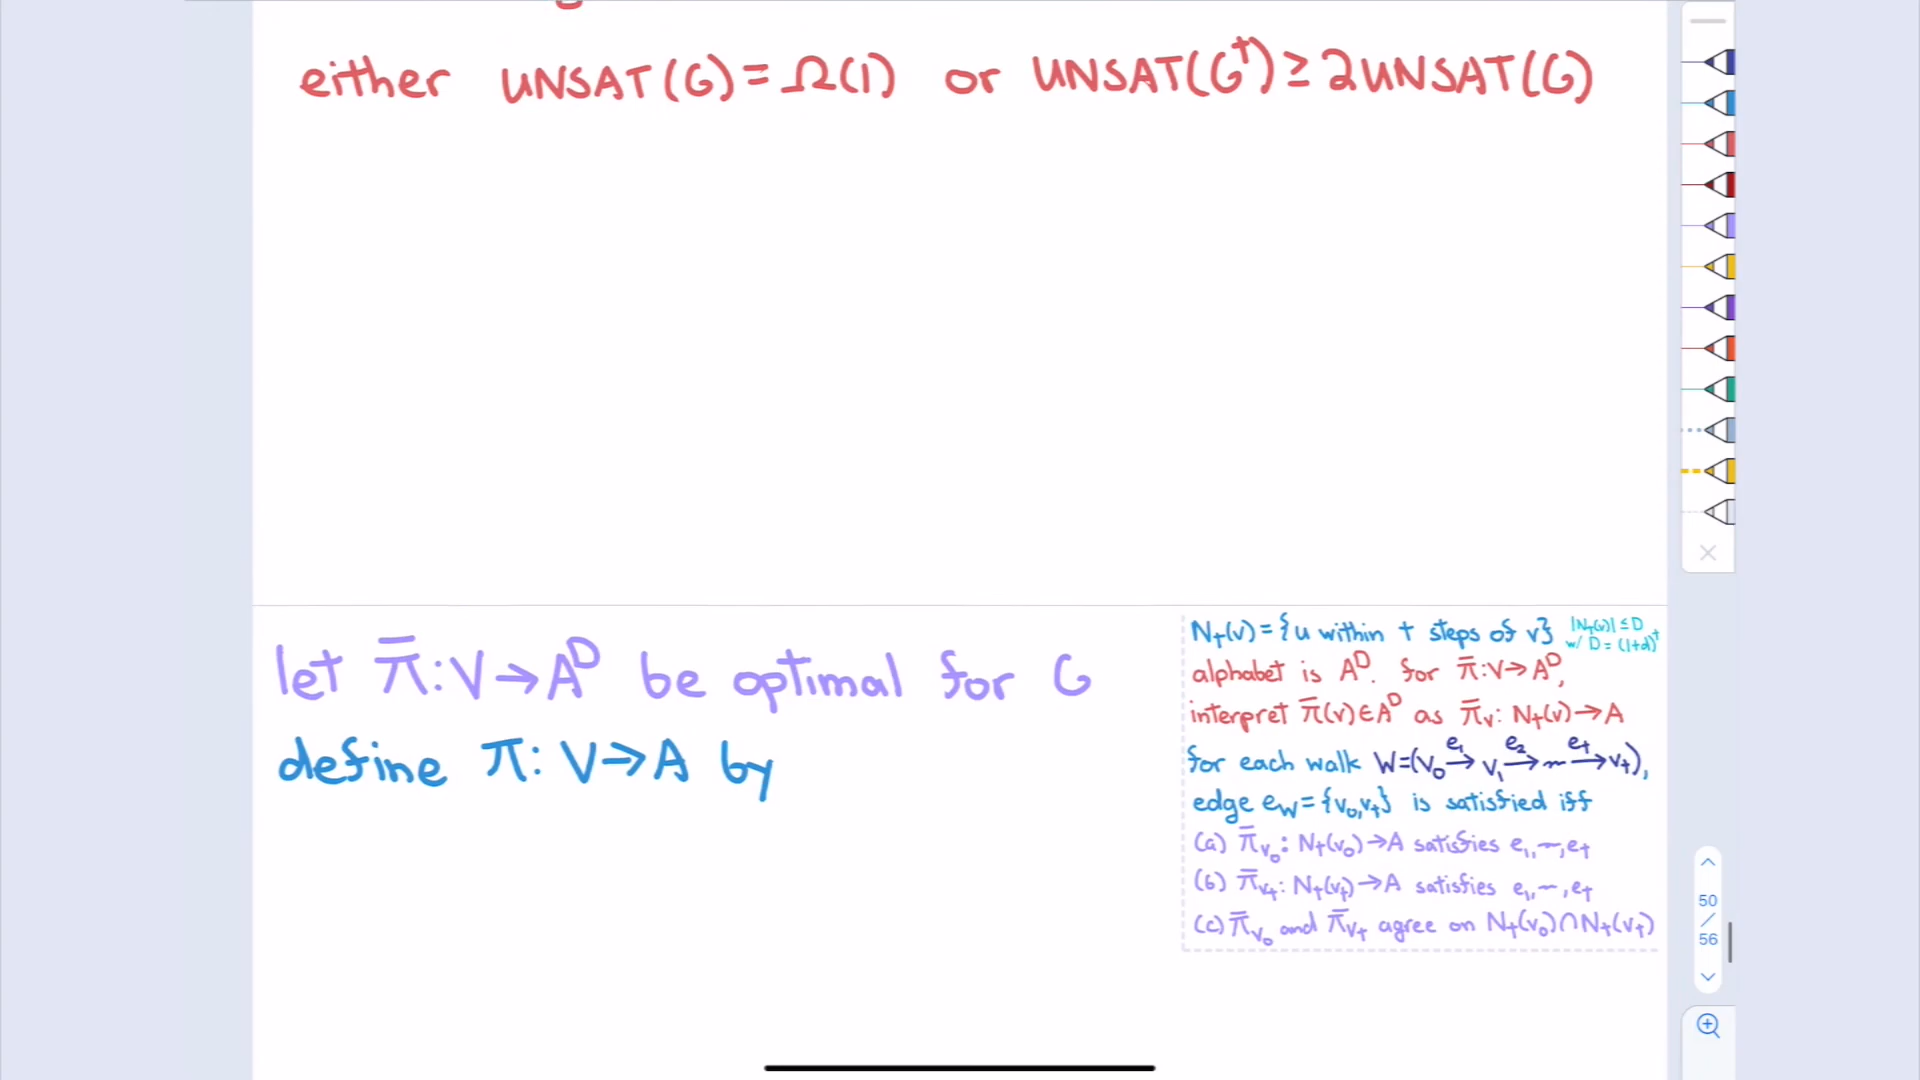 either UNSAT(G) = Ω(1) or UNSAT(G^t) ≥ 2UNSAT(G)
let π̄: V → A^D be optimal for G
define π: V → A by
N_t(v) = {u within t steps of v} |N_t(v)| ≤ D w/ D = (1+d)^t
alphabet is A^D. for π̄: V → A^D,
interpret π̄(v) ∈ A^D as π̄_v: N_t(v) → A
for each walk W = (v_0 →^{e_1} v_1 →^{e_2} ... →^{e_t} v_t),
edge e_W = {v_0, v_t} is satisfied iff
(a) π̄_{v_0}: N_t(v_0) → A satisfies e_1, ..., e_t
(b) π̄_{v_t}: N_t(v_t) → A satisfies e_1, ..., e_t
(c) π̄_{v_0} and π̄_{v_t} agree on N_t(v_0) ∩ N_t(v_t)
50
/
56